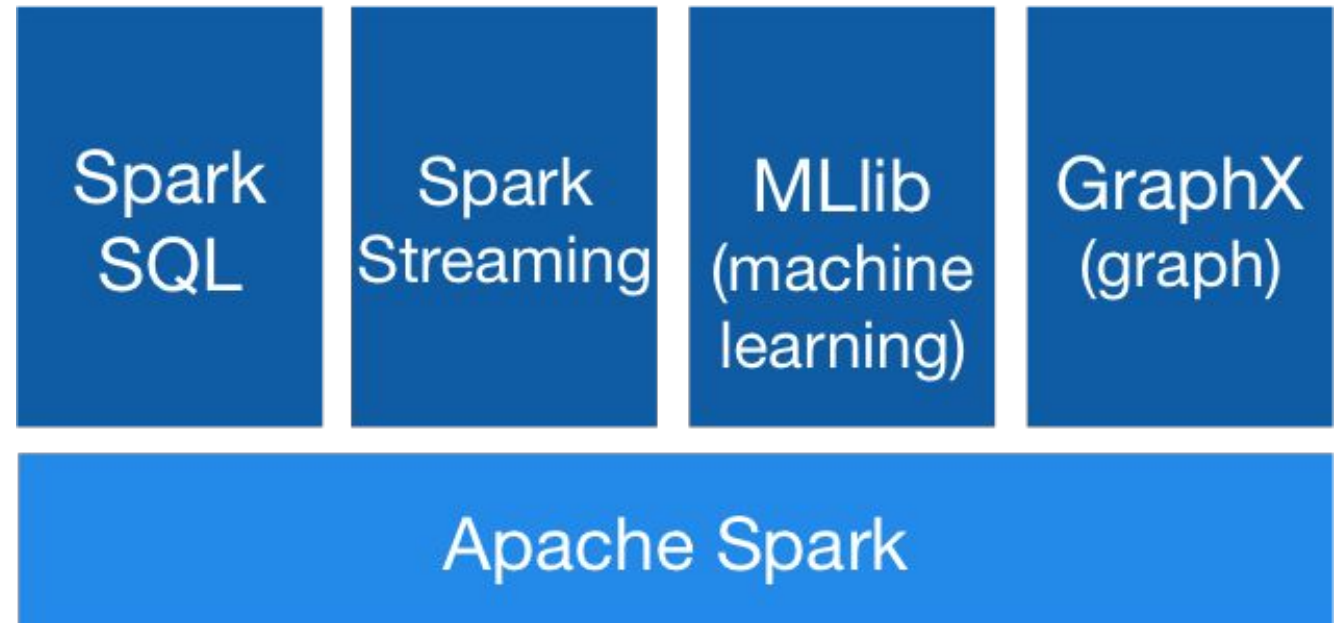 Spark
SQL
Spark
Streaming
MLlib
(machine
learning)
GraphX
(graph)
Apache Spark